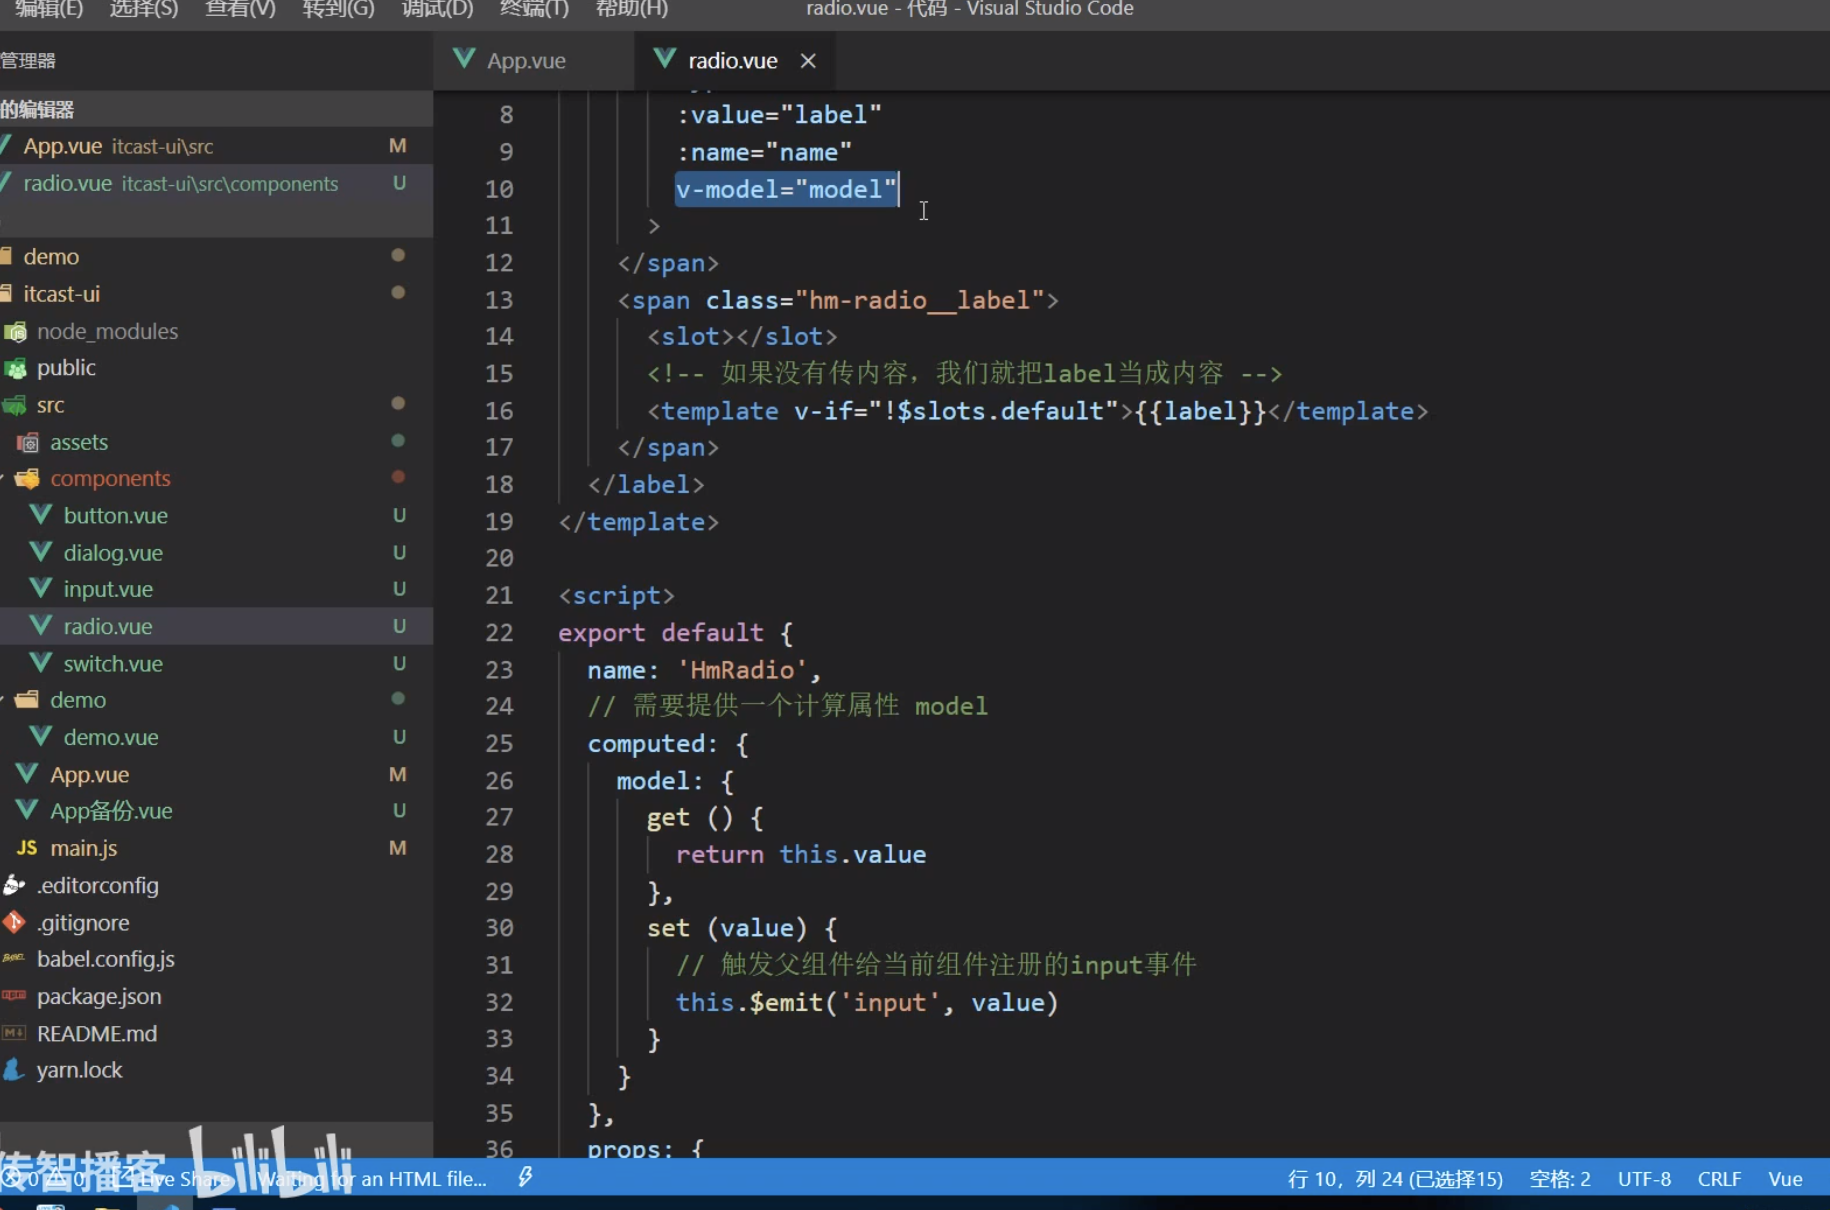 编辑(E) 选择(S) 查看(V) 转到(G) 调试(D) 终端(T) 帮助(H) radio.vue - 代码 - Visual Studio Code
管理器
的编辑器
App.vue itcast-ui\src M
radio.vue itcast-ui\src\components U
demo
itcast-ui
node_modules
public
src
assets
components
button.vue U
dialog.vue U
input.vue U
radio.vue U
switch.vue U
demo
demo.vue U
App.vue M
App备份.vue U
JS main.js M
.editorconfig
.gitignore
babel.config.js
package.json
README.md
yarn.lock
App.vue radio.vue ×
8 :value="label"
9 :name="name"
10 v-model="model"
11 >
12 </span>
13 <span class="hm-radio__label">
14 <slot></slot>
15 <!-- 如果没有传内容，我们就把label当成内容 -->
16 <template v-if="!$slots.default">{{label}}</template>
17 </span>
18 </label>
19 </template>
20
21 <script>
22 export default {
23 name: 'HmRadio',
24 // 需要提供一个计算属性 model
25 computed: {
26 model: {
27 get () {
28 return this.value
29 },
30 set (value) {
31 // 触发父组件给当前组件注册的input事件
32 this.$emit('input', value)
33 }
34 }
35 },
36 props: {
传智播客 bilibili
0 0 Live Share Waiting for an HTML file... 行 10，列 24 (已选择15) 空格: 2 UTF-8 CRLF Vue